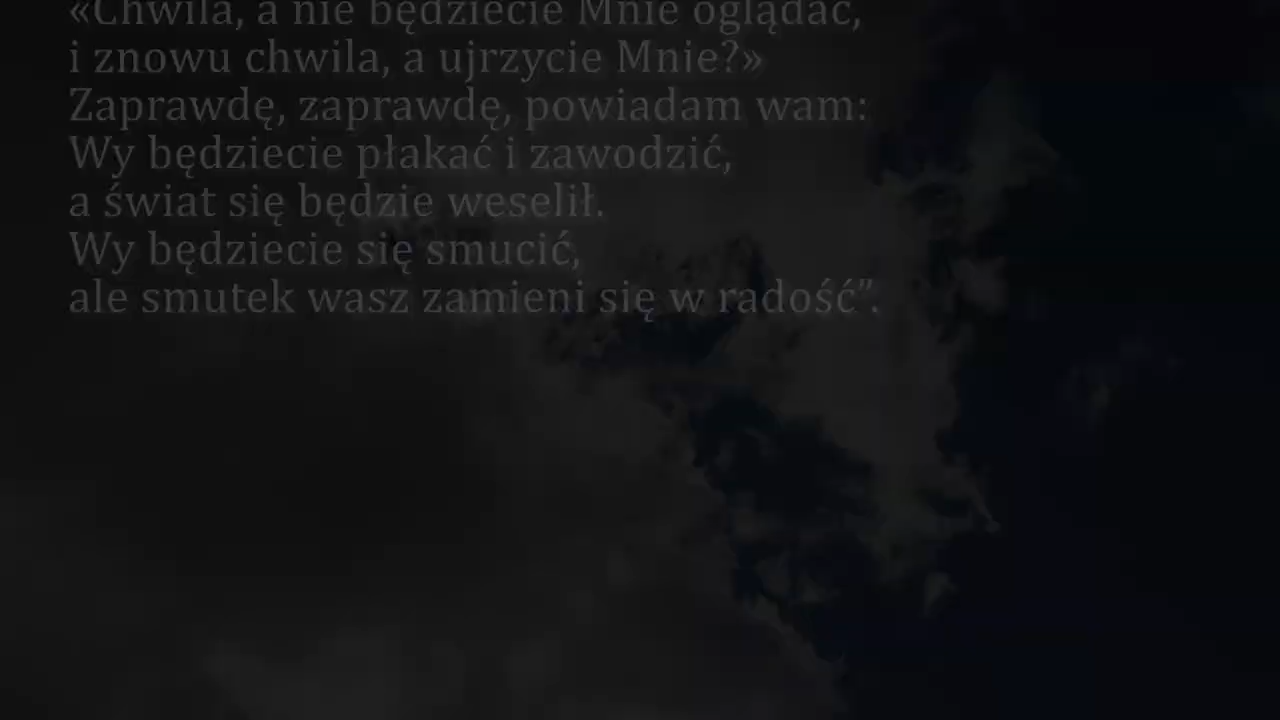 «Chwila, a nie będziecie Mnie oglądać,
i znowu chwila, a ujrzycie Mnie?»
Zaprawdę, zaprawdę, powiadam wam:
Wy będziecie płakać i zawodzić,
a świat się będzie weselił.
Wy będziecie się smucić,
ale smutek wasz zamieni się w radość”.